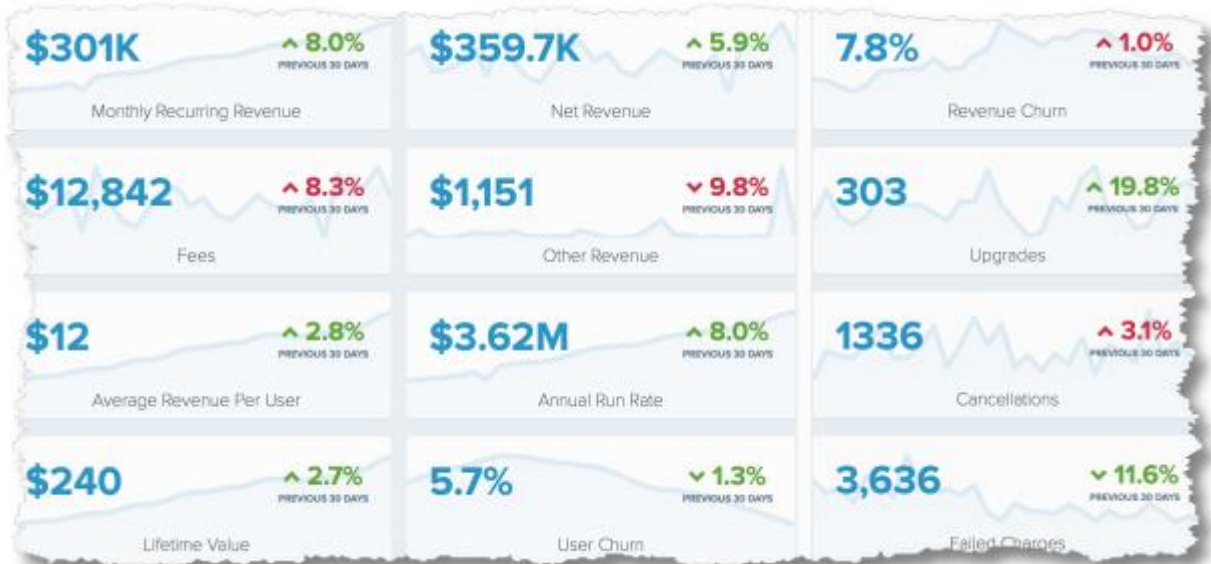 $301K
^ 8.0%
PREVIOUS 30 DAYS
Monthly Recurring Revenue
$359.7K
^ 5.9%
PREVIOUS 30 DAYS
Net Revenue
7.8%
^ 1.0%
PREVIOUS 30 DAYS
Revenue Churn
$12,842
^ 8.3%
PREVIOUS 30 DAYS
Fees
$1,151
v 9.8%
PREVIOUS 30 DAYS
Other Revenue
303
^ 19.8%
PREVIOUS 30 DAYS
Upgrades
$12
^ 2.8%
PREVIOUS 30 DAYS
Average Revenue Per User
$3.62M
^ 8.0%
PREVIOUS 30 DAYS
Annual Run Rate
1336
^ 3.1%
PREVIOUS 30 DAYS
Cancellations
$240
^ 2.7%
PREVIOUS 30 DAYS
Lifetime Value
5.7%
v 1.3%
PREVIOUS 30 DAYS
User Churn
3,636
v 11.6%
PREVIOUS 30 DAYS
Failed Charges